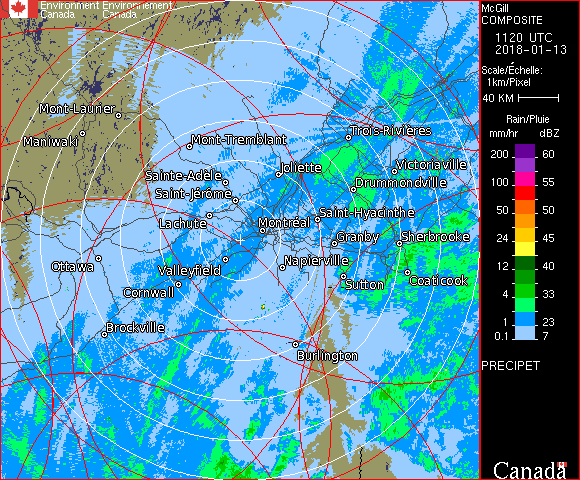 Environment Environnement
Canada Canada
McGill
COMPOSITE
1120 UTC
2018-01-13
Scale/Échelle:
1km/Pixel
40 KM
Rain/Pluie
mm/hr dBZ
200 60
100 55
50 50
24 45
12 40
4 33
1 23
0.1 7
PRECIPET
Canada
Mont-Laurier
Maniwaki
Mont-Tremblant
Trois-Rivières
Victoriaville
Joliette
Sainte-Adèle
Drummondville
Saint-Jérôme
Saint-Hyacinthe
Lachute
Montréal
Granby
Sherbrooke
Ottawa
Valleyfield
Napierville
Coaticook
Sutton
Cornwall
Brockville
Burlington